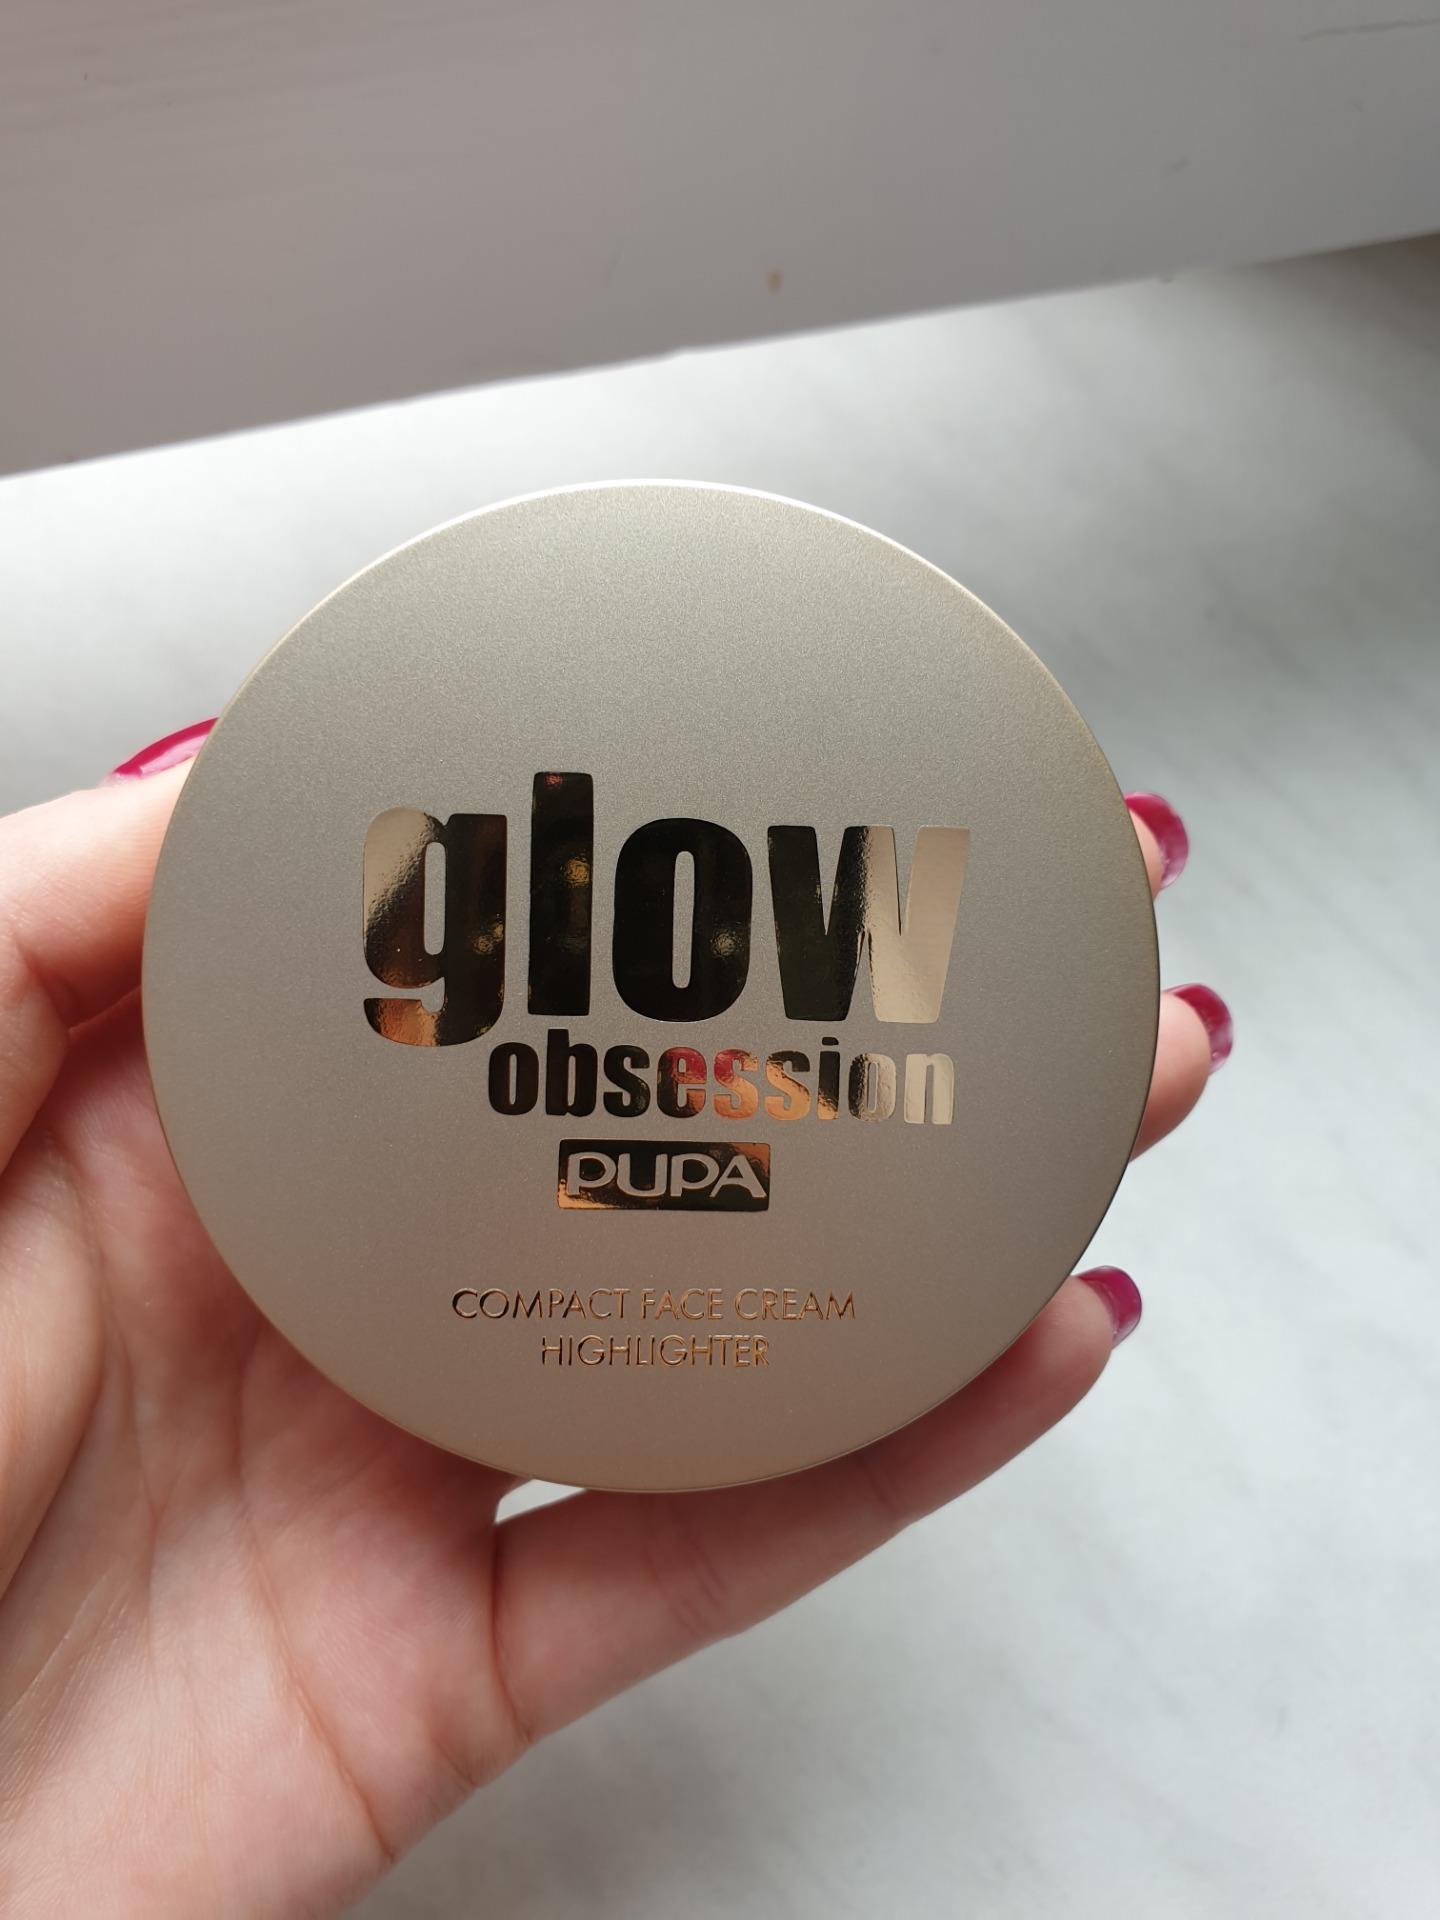 glow
obsession
PUPA
COMPACT FACE CREAM
HIGHLIGHTER